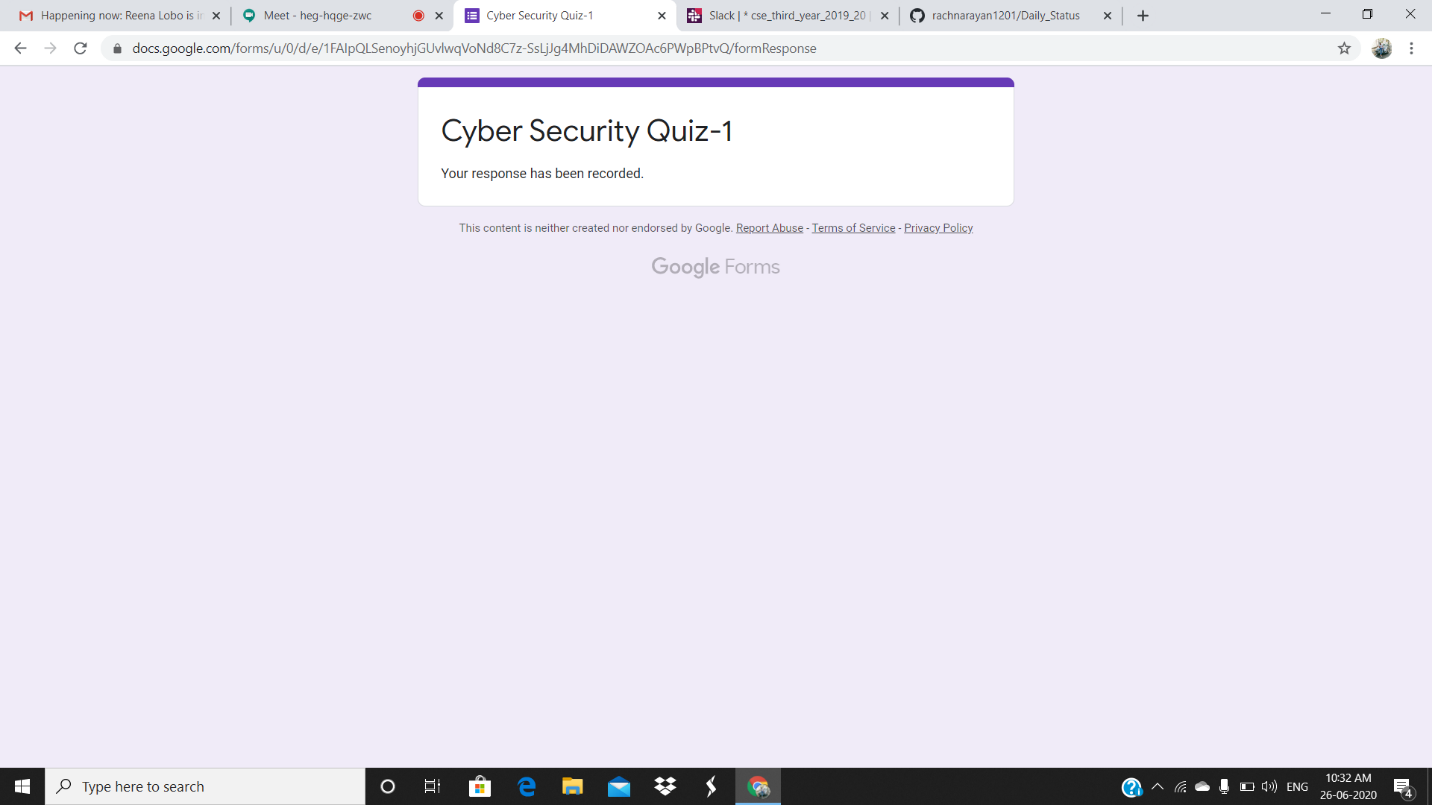 Happening now: Reena Lobo is in
Meet - heg-hqge-zwc
Cyber Security Quiz-1
Slack | * cse_third_year_2019_20 |
rachnarayan1201/Daily_Status
docs.google.com/forms/u/0/d/e/1FAIpQLSenoyhjGUvlwqVoNd8C7z-SsLjJg4MhDiDAWZOAc6PWpBPtvQ/formResponse
Cyber Security Quiz-1
Your response has been recorded.
This content is neither created nor endorsed by Google. Report Abuse - Terms of Service - Privacy Policy
Google Forms
Type here to search
ENG
10:32 AM
26-06-2020
4